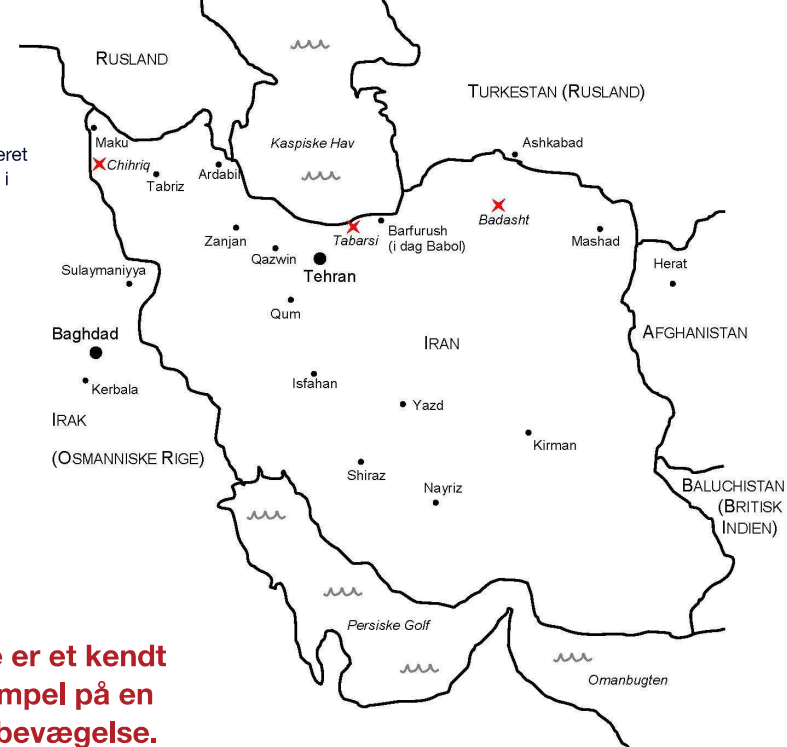 RUSLAND
TURKESTAN (RUSLAND)
Maku
Kaspiske Hav
Ashkabad
eret
Chihriq
Ardabil
i
Tabriz
Badasht
Zanjan
Tabarsi
Barfurush
(i dag Babol)
Mashad
Qazwin
Sulaymaniyya
Tehran
Herat
Qum
Baghdad
IRAN
AFGHANISTAN
Kerbala
Isfahan
Yazd
IRAK
Kirman
(OSMANNISKE RIGE)
Shiraz
Nayriz
BALUCHISTAN
(BRITISK
INDIEN)
Persiske Golf
e er et kendt
Omanbugten
mpel på en
bevægelse.